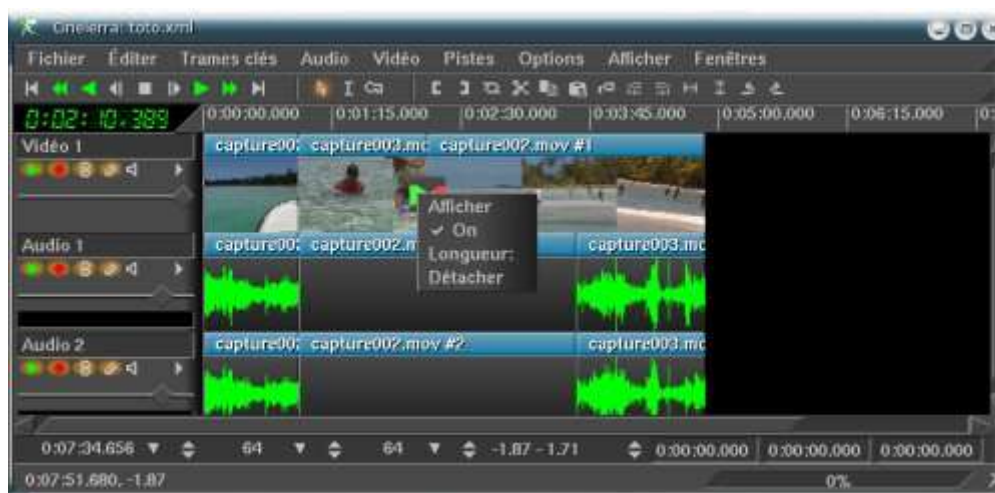 Cinelerra: toto.xml
Fichier Éditer Trames clés Audio Vidéo Pistes Options Afficher Fenêtres
0:02:10.389
0:00:00.000 0:01:15.000 0:02:30.000 0:03:45.000 0:05:00.000 0:06:15.000
Vidéo 1
capture00 capture003.mo capture002.mov #1
Afficher
On
Longueur:
Détacher
Audio 1
capture00 capture002.m capture003.mo
Audio 2
capture00 capture002.mov #2 capture003.mo
0:07:34.656 64 64 -1.87 - 1.71 0:00:00.000 0:00:00.000 0:00:00.000
0:07:51.680, -1.87 0%